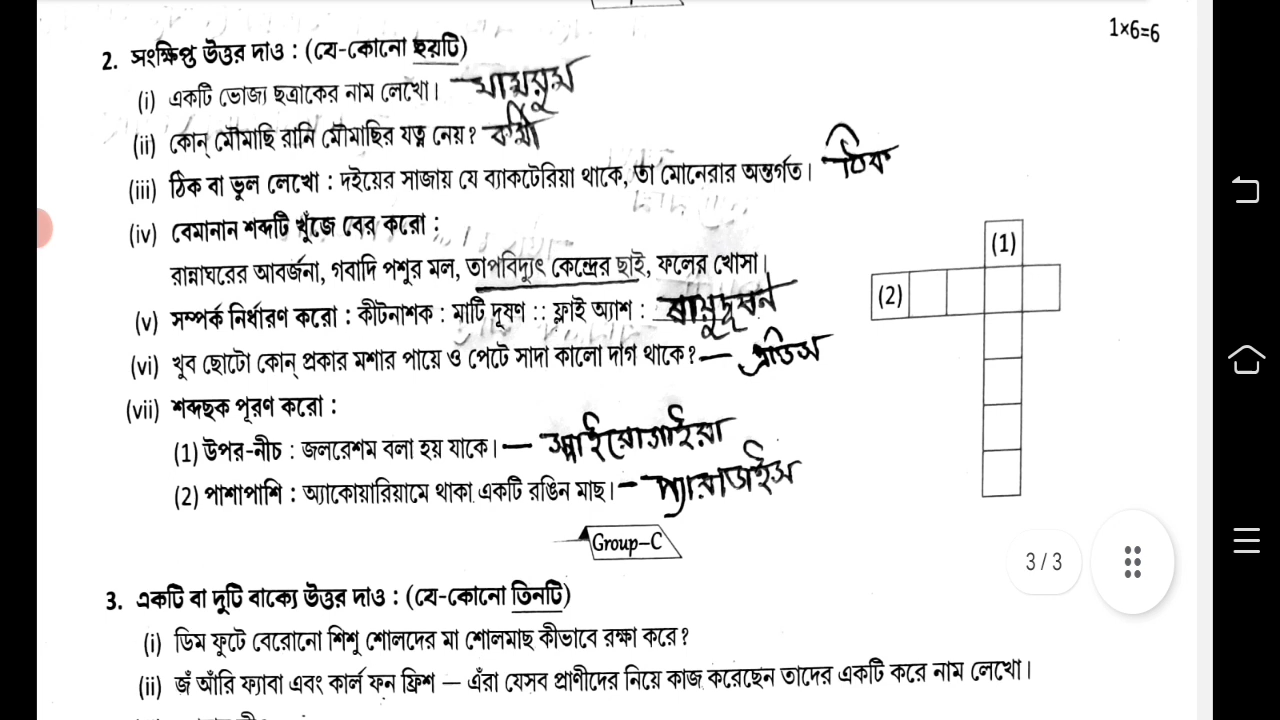 1×6=6
2. সংক্ষিপ্ত উত্তর দাও : (যে-কোনো ছয়টি)
(i) একটি ভোজ্য ছত্রাকের নাম লেখো। — মাশরুম
(ii) কোন্ মৌমাছি রানি মৌমাছির যত্ন নেয়? কর্মী
(iii) ঠিক বা ভুল লেখো : দইয়ের সাজায় যে ব্যাকটেরিয়া থাকে, তা মোনেরার অন্তর্গত। — ঠিক
(iv) বেমানান শব্দটি খুঁজে বের করো :
রান্নাঘরের আবর্জনা, গবাদি পশুর মল, তাপবিদ্যুৎ কেন্দ্রের ছাই, ফলের খোসা।
(1)
(2)
(v) সম্পর্ক নির্ধারণ করো : কীটনাশক : মাটি দূষণ :: ফ্লাই অ্যাশ : বায়ুদূষণ
(vi) খুব ছোটো কোন্ প্রকার মশার পায়ে ও পেটে সাদা কালো দাগ থাকে? — এডিস
(vii) শব্দছক পূরণ করো :
(1) উপর-নীচ : জলরেশম বলা হয় যাকে। — স্পাইরোগাইরা
(2) পাশাপাশি : অ্যাকোয়ারিয়ামে থাকা একটি রঙিন মাছ। — প্যারাডাইস
Group–C
3/3
3. একটি বা দুটি বাক্যে উত্তর দাও : (যে-কোনো তিনটি)
(i) ডিম ফুটে বেরোনো শিশু শোলদের মা শোলমাছ কীভাবে রক্ষা করে?
(ii) জঁ আঁরি ফ্যাবা এবং কার্ল ফন ফ্রিশ — এঁরা যেসব প্রাণীদের নিয়ে কাজ করেছেন তাদের একটি করে নাম লেখো।